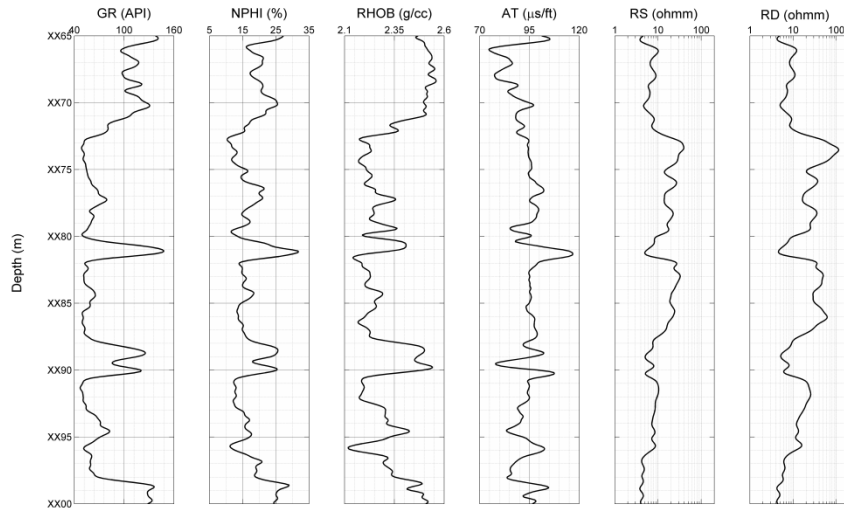 GR (API) NPHI (%) RHOB (g/cc) AT (µs/ft) RS (ohmm) RD (ohmm)
40 100 160 5 15 25 35 2.1 2.35 2.6 70 95 120 1 10 100 1 10 100
XX65
XX70
XX75
XX80
XX85
XX90
XX95
XX00
Depth (m)